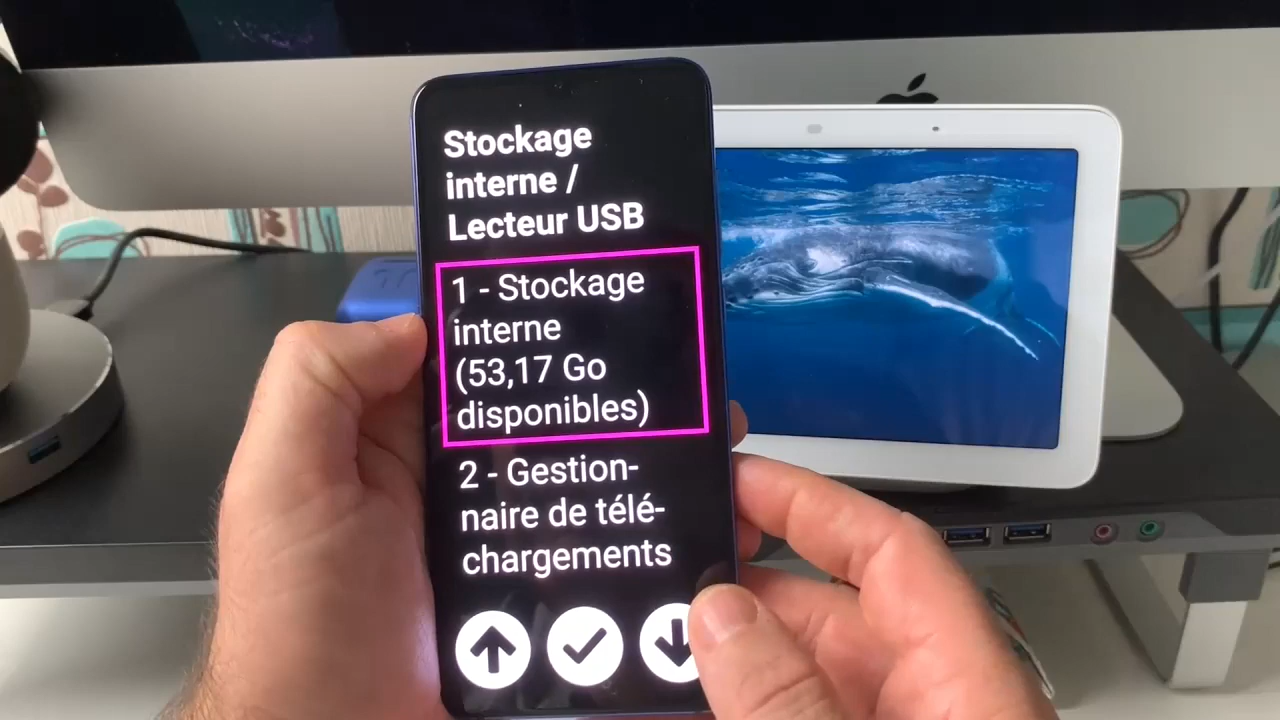 Stockage
interne /
Lecteur USB
1 - Stockage
interne
(53,17 Go
disponibles)
2 - Gestion-
naire de télé-
chargements